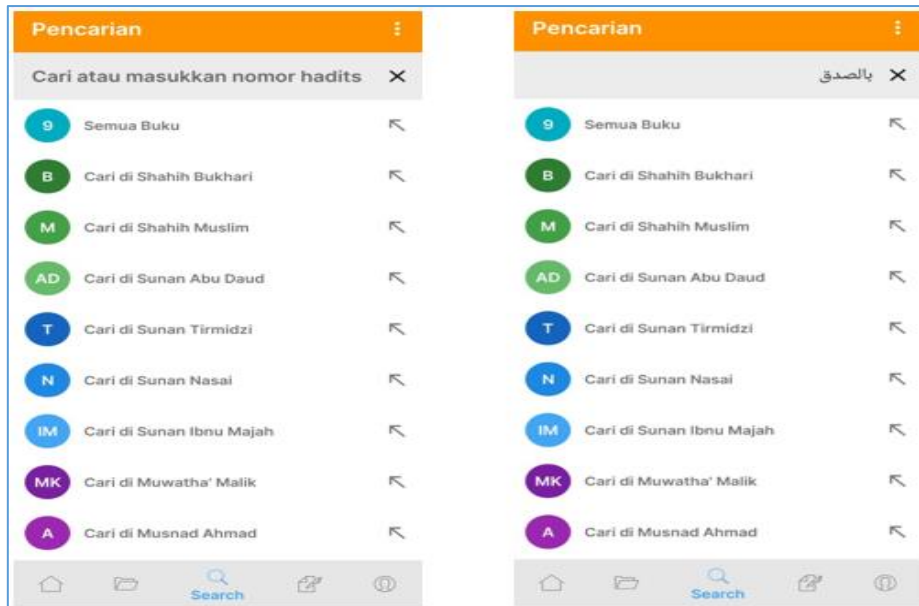 Pencarian
Cari atau masukkan nomor hadits
9 Semua Buku
B Cari di Shahih Bukhari
M Cari di Shahih Muslim
AD Cari di Sunan Abu Daud
T Cari di Sunan Tirmidzi
N Cari di Sunan Nasai
IM Cari di Sunan Ibnu Majah
MK Cari di Muwatha' Malik
A Cari di Musnad Ahmad
Search
Pencarian
بالصدق
9 Semua Buku
B Cari di Shahih Bukhari
M Cari di Shahih Muslim
AD Cari di Sunan Abu Daud
T Cari di Sunan Tirmidzi
N Cari di Sunan Nasai
IM Cari di Sunan Ibnu Majah
MK Cari di Muwatha' Malik
A Cari di Musnad Ahmad
Search